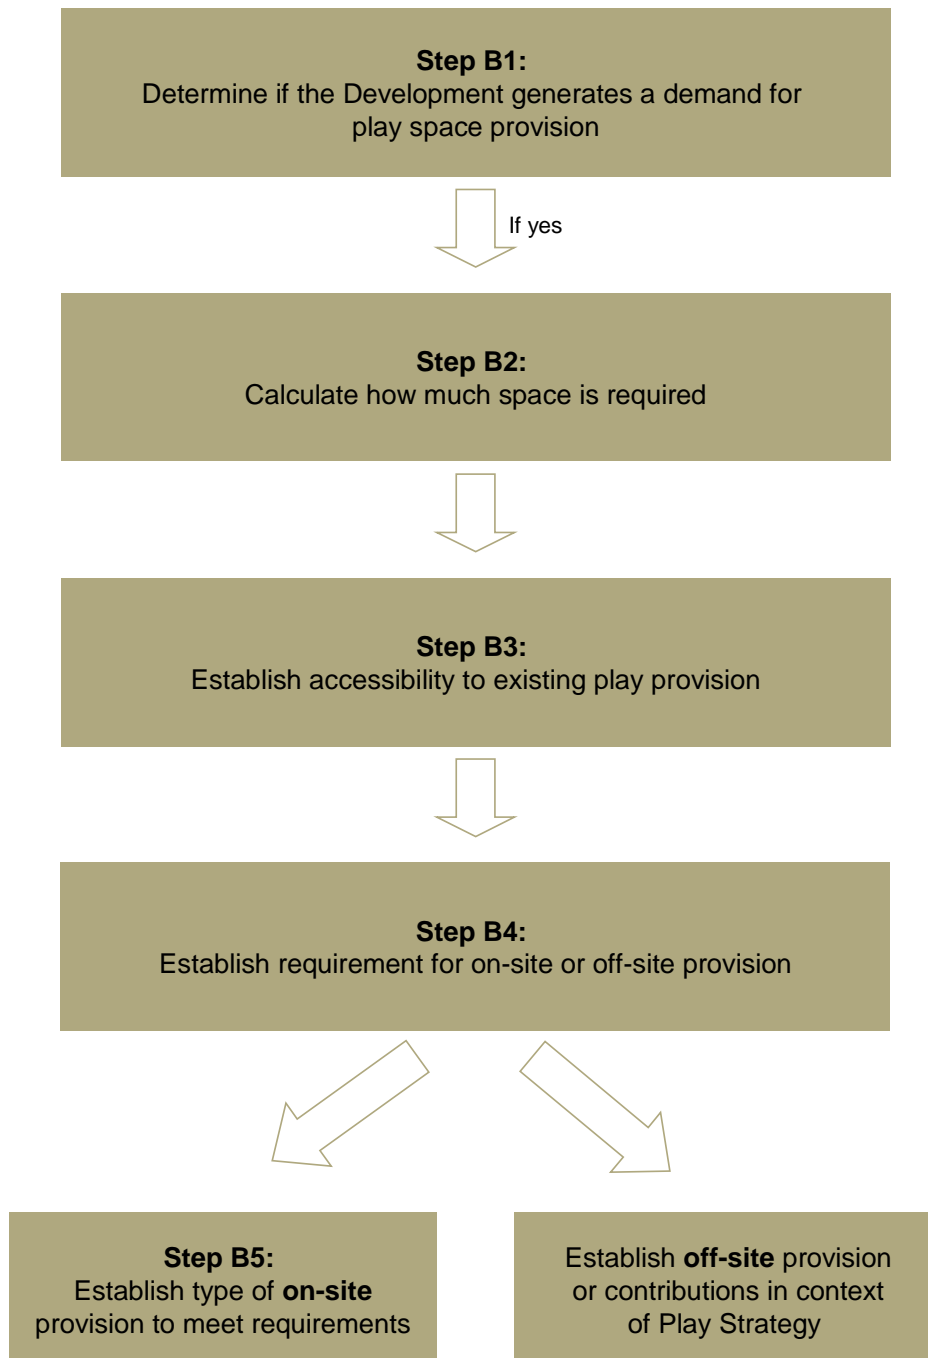 Step B1:
Determine if the Development generates a demand for
play space provision
If yes
Step B2:
Calculate how much space is required
Step B3:
Establish accessibility to existing play provision
Step B4:
Establish requirement for on-site or off-site provision
Step B5:
Establish type of on-site
provision to meet requirements
Establish off-site provision
or contributions in context
of Play Strategy